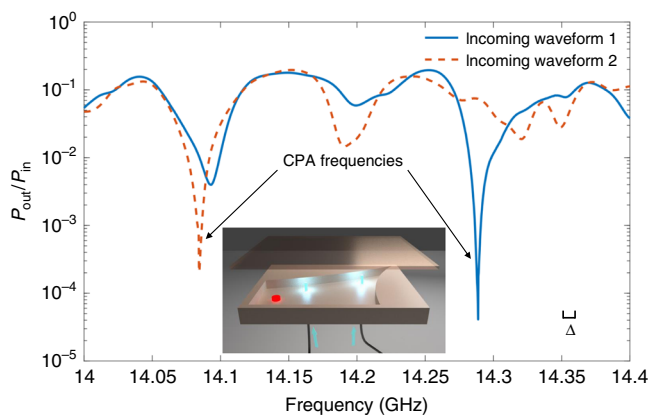 10^0
Incoming waveform 1
Incoming waveform 2
10^-1
10^-2
CPA frequencies
P_out/P_in
10^-3
10^-4
Δ
10^-5
14 14.05 14.1 14.15 14.2 14.25 14.3 14.35 14.4
Frequency (GHz)